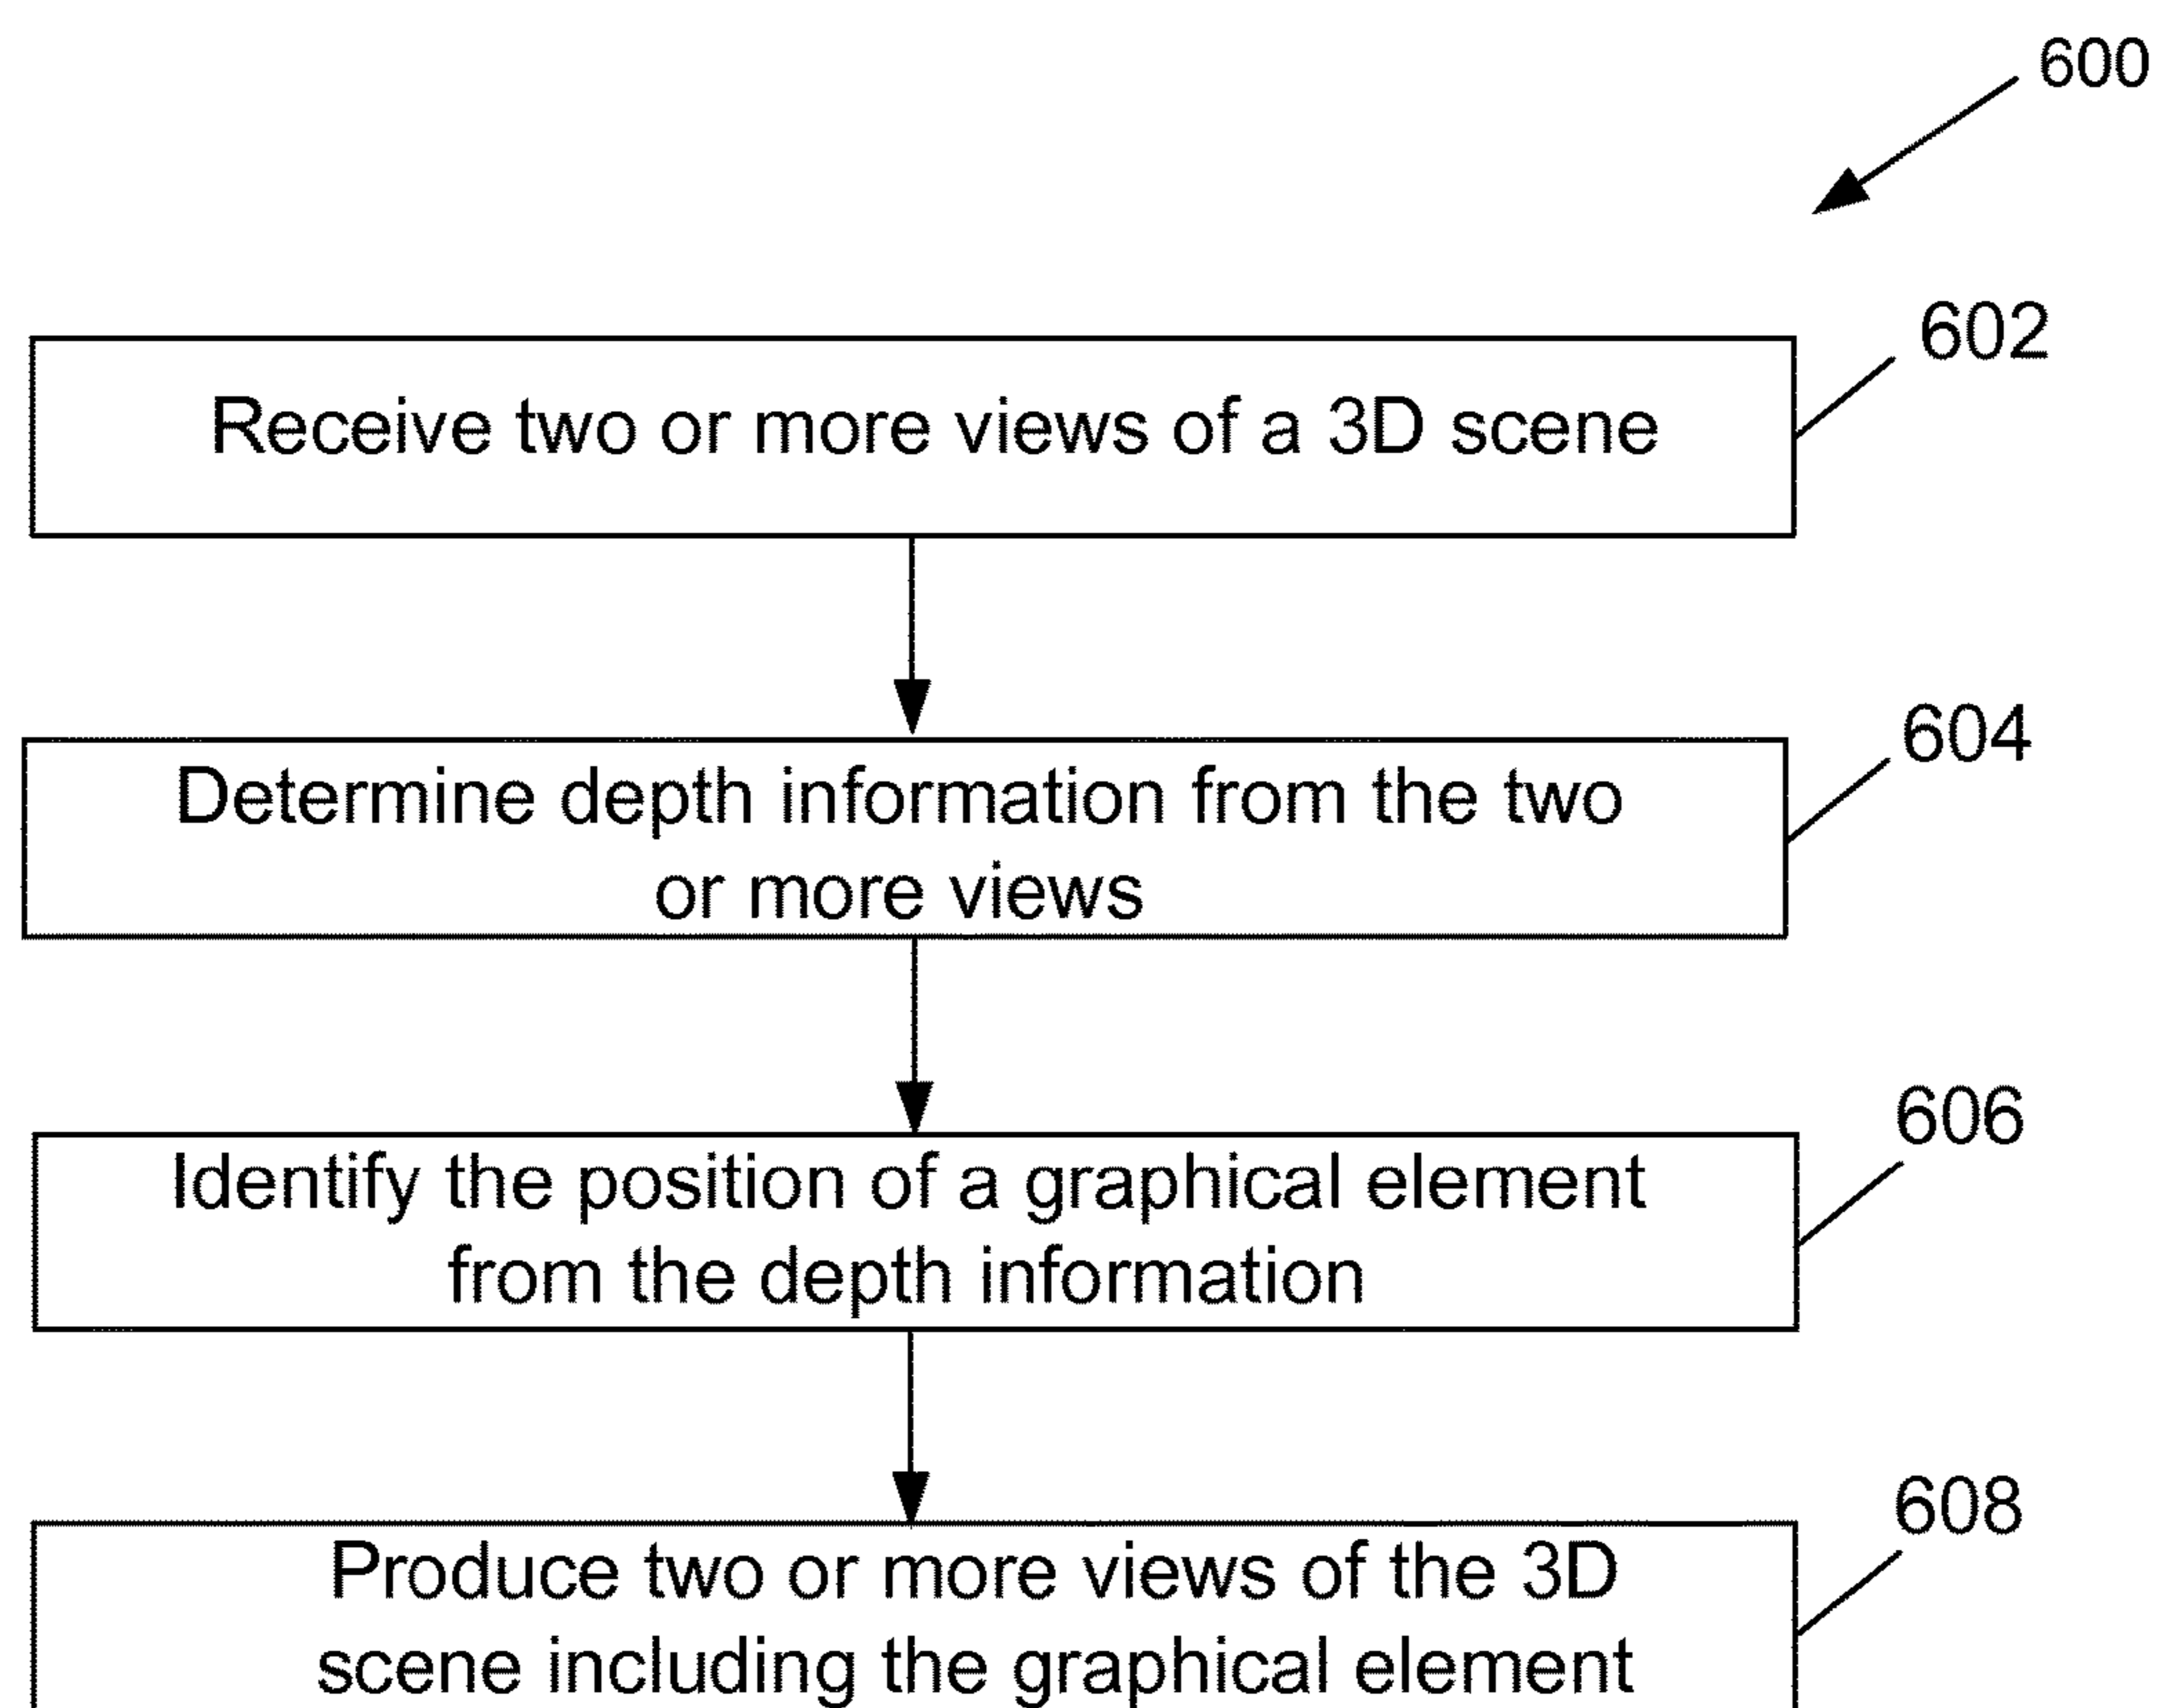 600
602
Receive two or more views of a 3D scene
604
Determine depth information from the two
or more views
606
Identify the position of a graphical element
from the depth information
608
Produce two or more views of the 3D
scene including the graphical element